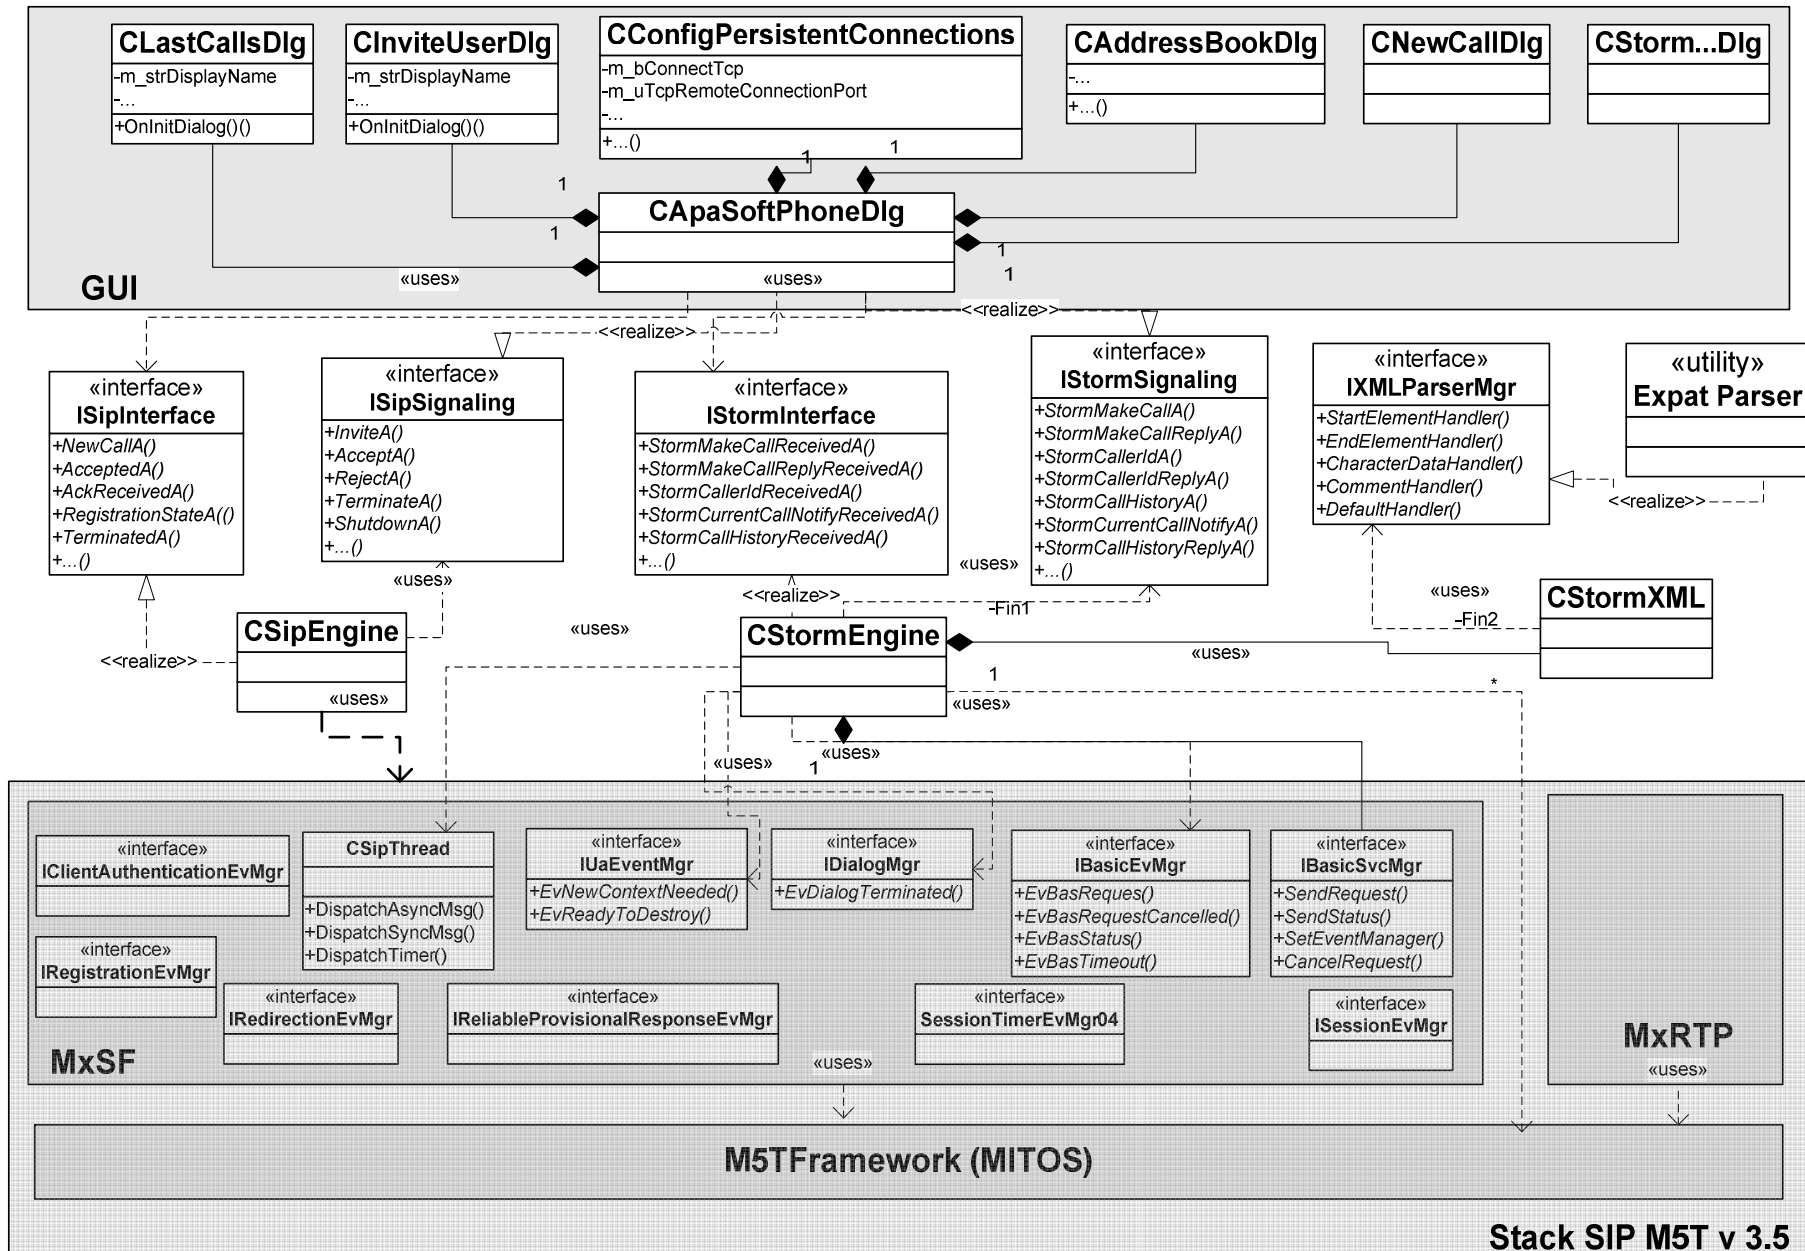 CLastCallsDlg
-m_strDisplayName
-...
+OnInitDialog()()
CInviteUserDlg
-m_strDisplayName
-...
+OnInitDialog()()
CConfigPersistentConnections
-m_bConnectTcp
-m_uTcpRemoteConnectionPort
-...
+...()
CAddressBookDlg
-...
+...()
CNewCallDlg
CStorm...Dlg
1
1
1
1
1
1
CApaSoftPhoneDlg
«uses»
«uses»
GUI
<<realize>>
<<realize>>
«interface»
ISipInterface
+NewCallA()
+AcceptedA()
+AckReceivedA()
+RegistrationStateA(()
+TerminatedA()
+...()
«interface»
ISipSignaling
+InviteA()
+AcceptA()
+RejectA()
+TerminateA()
+ShutdownA()
+...()
«interface»
IStormInterface
+StormMakeCallReceivedA()
+StormMakeCallReplyReceivedA()
+StormCallerIdReceivedA()
+StormCurrentCallNotifyReceivedA()
+StormCallHistoryReceivedA()
+...()
«interface»
IStormSignaling
+StormMakeCallA()
+StormMakeCallReplyA()
+StormCallerIdA()
+StormCallerIdReplyA()
+StormCallHistoryA()
+StormCurrentCallNotifyA()
+StormCallHistoryReplyA()
+...()
«interface»
IXMLParserMgr
+StartElementHandler()
+EndElementHandler()
+CharacterDataHandler()
+CommentHandler()
+DefaultHandler()
«utility»
Expat Parser
<<realize>>
«uses»
«uses»
<<realize>>
-Fin1
«uses»
-Fin2
CStormXML
CSipEngine
«uses»
<<realize>>
«uses»
CStormEngine
«uses»
1
*
«uses»
«uses»
«uses»
1
«interface»
IClientAuthenticationEvMgr
CSipThread
+DispatchAsyncMsg()
+DispatchSyncMsg()
+DispatchTimer()
«interface»
IUaEventMgr
+EvNewContextNeeded()
+EvReadyToDestroy()
«interface»
IDialogMgr
+EvDialogTerminated()
«interface»
IBasicEvMgr
+EvBasReques()
+EvBasRequestCancelled()
+EvBasStatus()
+EvBasTimeout()
«interface»
IBasicSvcMgr
+SendRequest()
+SendStatus()
+SetEventManager()
+CancelRequest()
«interface»
IRegistrationEvMgr
«interface»
IRedirectionEvMgr
«interface»
IReliableProvisionalResponseEvMgr
«interface»
SessionTimerEvMgr04
«interface»
ISessionEvMgr
MxSF
«uses»
MxRTP
«uses»
M5TFramework (MITOS)
Stack SIP M5T v 3.5